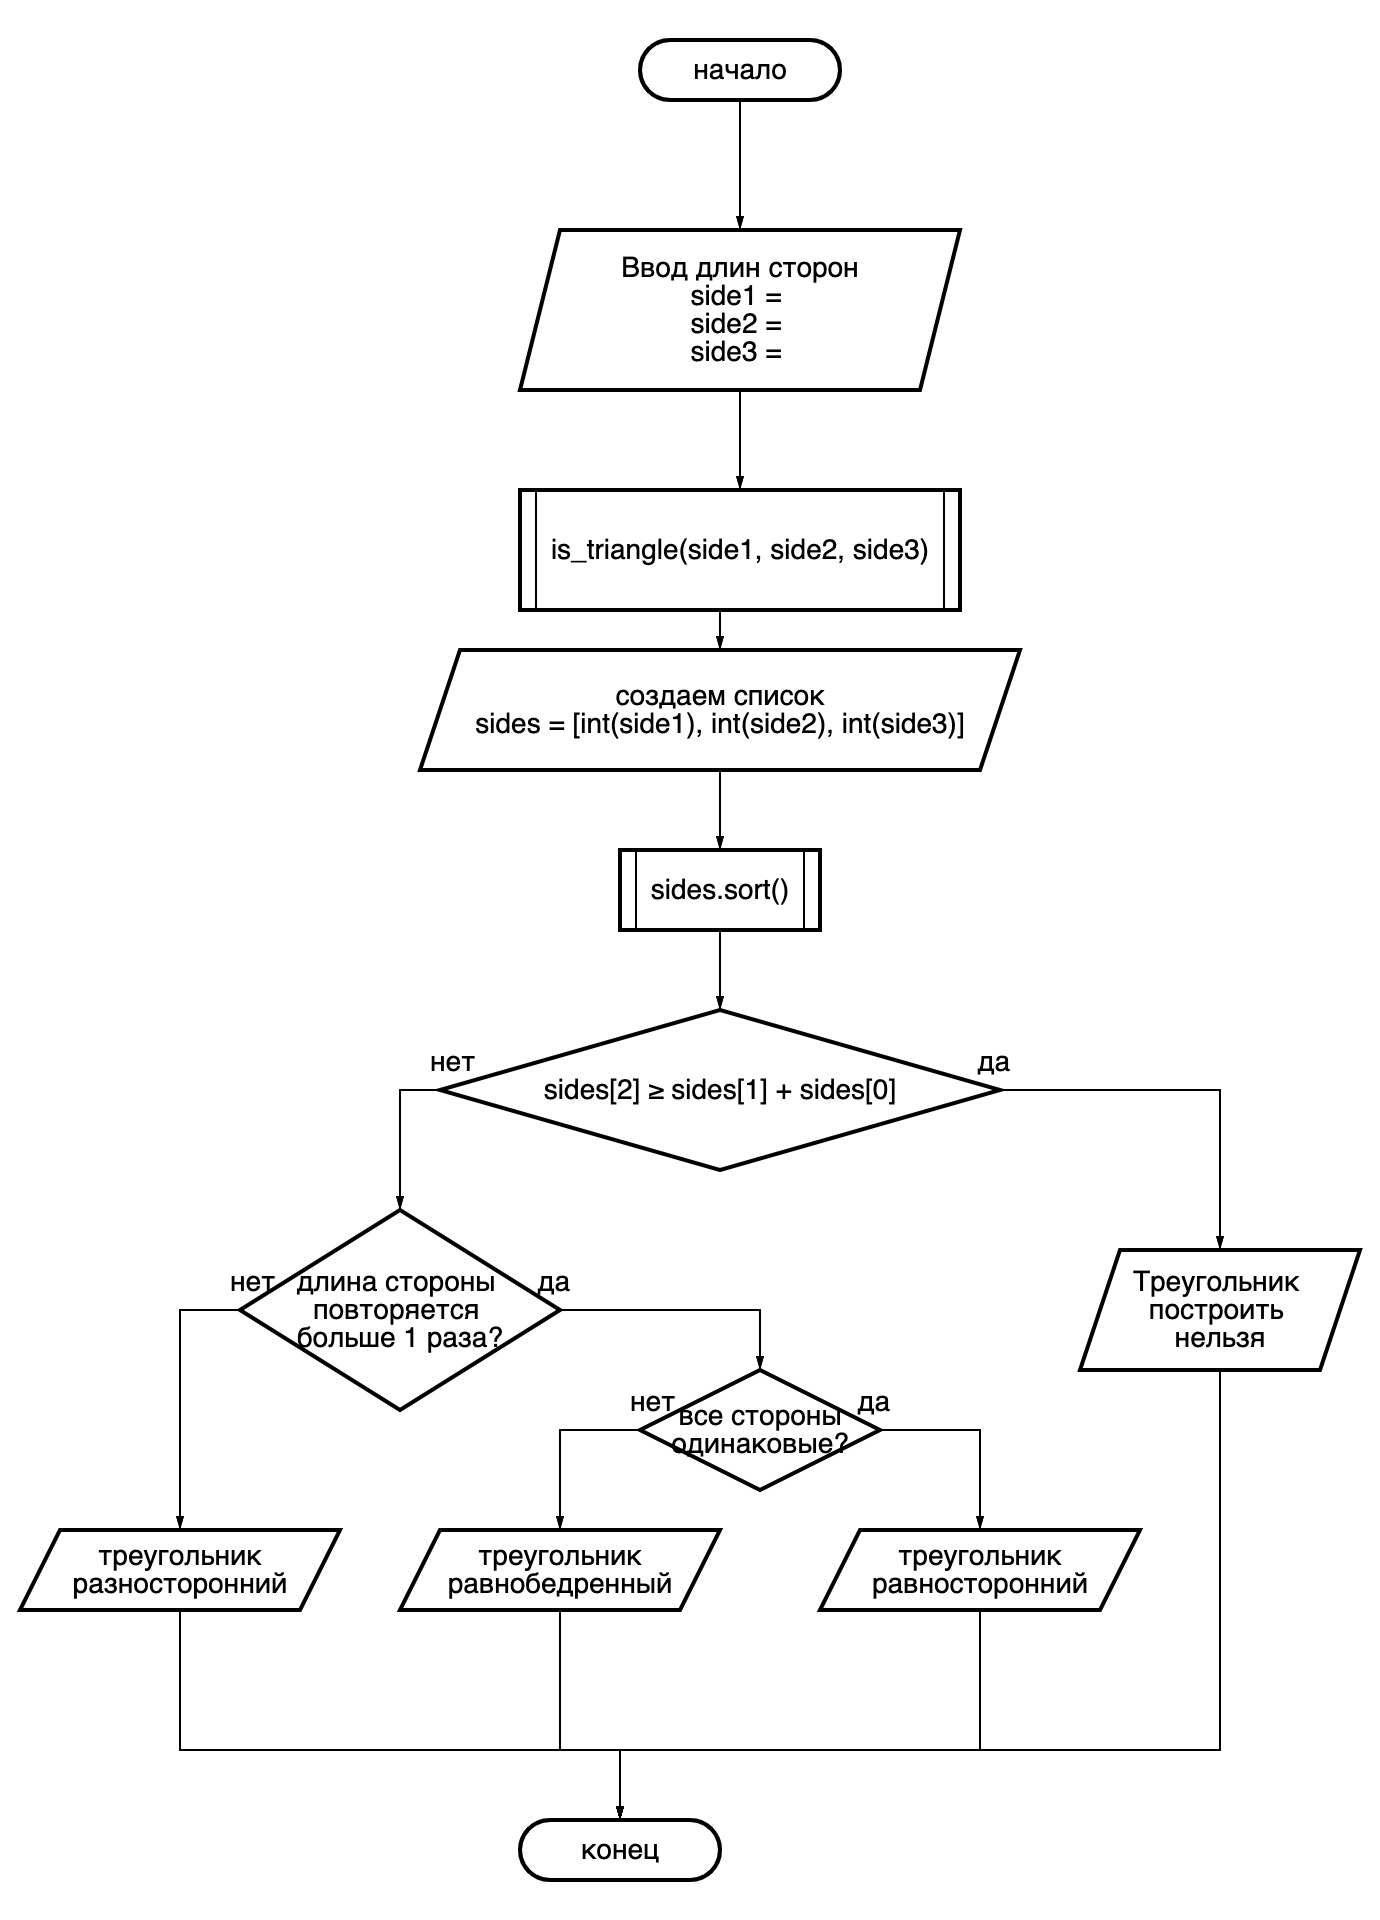 начало
Ввод длин сторон
side1 =
side2 =
side3 =
is_triangle(side1, side2, side3)
создаем список
sides = [int(side1), int(side2), int(side3)]
sides.sort()
нет
да
sides[2] ≥ sides[1] + sides[0]
нет
длина стороны
повторяется
больше 1 раза?
да
Треугольник
построить
нельзя
нет
все стороны
одинаковые?
да
треугольник
разносторонний
треугольник
равнобедренный
треугольник
равносторонний
конец